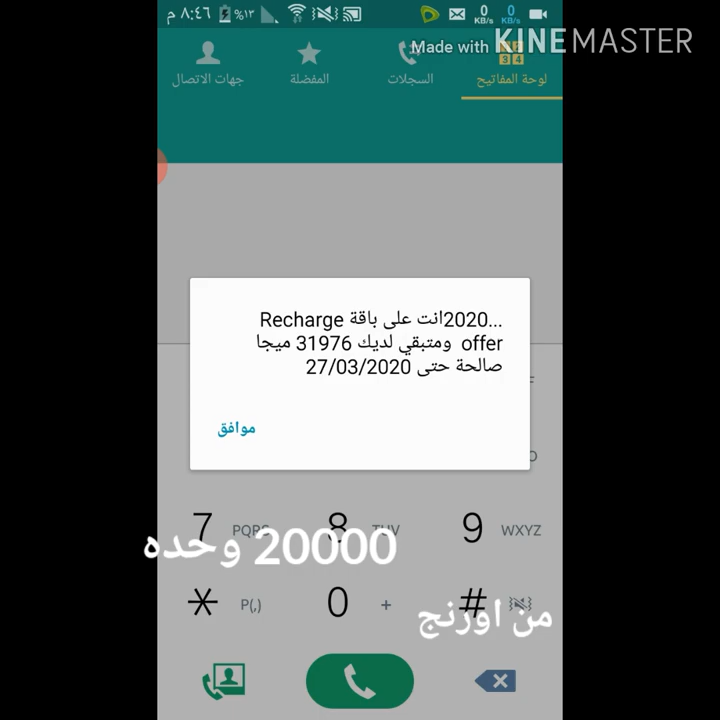 م ٨:٤٦ %١٣ 0 KB/s 0 KB/s
Made with KINEMASTER
جهات الاتصال المفضلة السجلات لوحة المفاتيح
2020...انت على باقة Recharge
offer ومتبقي لديك 31976 ميجا
صالحة حتى 27/03/2020
موافق
7 PQRS 8 TUV 9 WXYZ
20000 وحده
* P(,) 0 + #
من اورنج